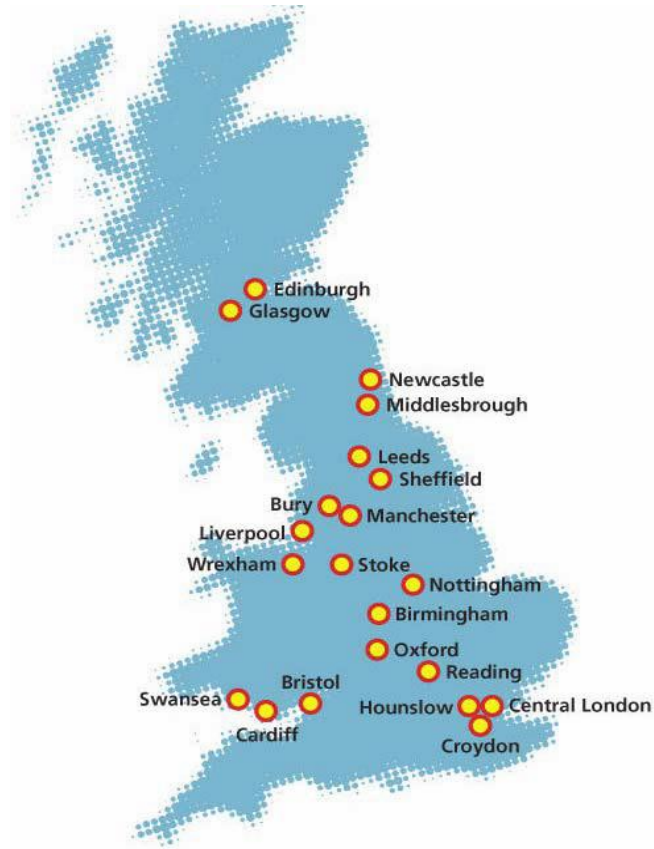 Edinburgh
Glasgow
Newcastle
Middlesbrough
Leeds
Sheffield
Bury
Manchester
Liverpool
Wrexham
Stoke
Nottingham
Birmingham
Oxford
Reading
Bristol
Swansea
Hounslow
Central London
Cardiff
Croydon